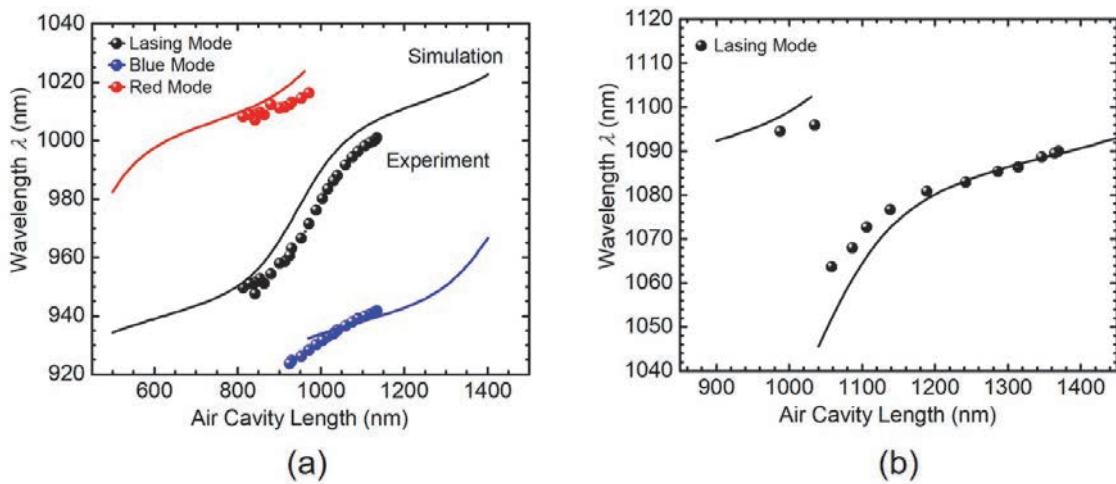 1040
1020
1000
980
960
940
920
Wavelength λ (nm)
Lasing Mode
Blue Mode
Red Mode
Simulation
Experiment
600 800 1000 1200 1400
Air Cavity Length (nm)
(a)
1120
1110
1100
1090
1080
1070
1060
1050
1040
Wavelength λ (nm)
Lasing Mode
900 1000 1100 1200 1300 1400
Air Cavity Length (nm)
(b)